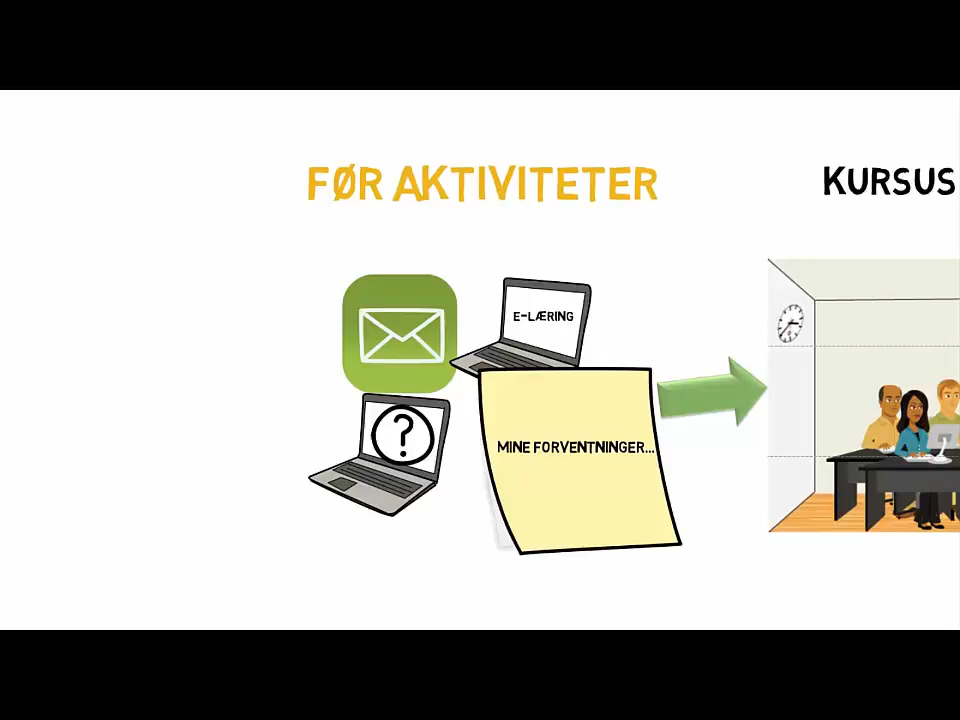 FØR AKTIVITETER
KURSUS
E-LÆRING
?
MINE FORVENTNINGER...